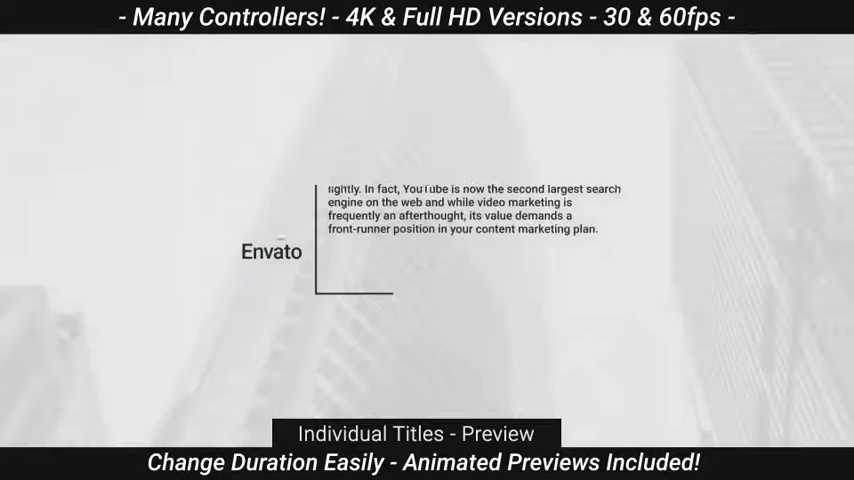 - Many Controllers! - 4K & Full HD Versions - 30 & 60fps -
lightly. In fact, YouTube is now the second largest search
engine on the web and while video marketing is
frequently an afterthought, its value demands a
front-runner position in your content marketing plan.
Envato
Individual Titles - Preview
Change Duration Easily - Animated Previews Included!